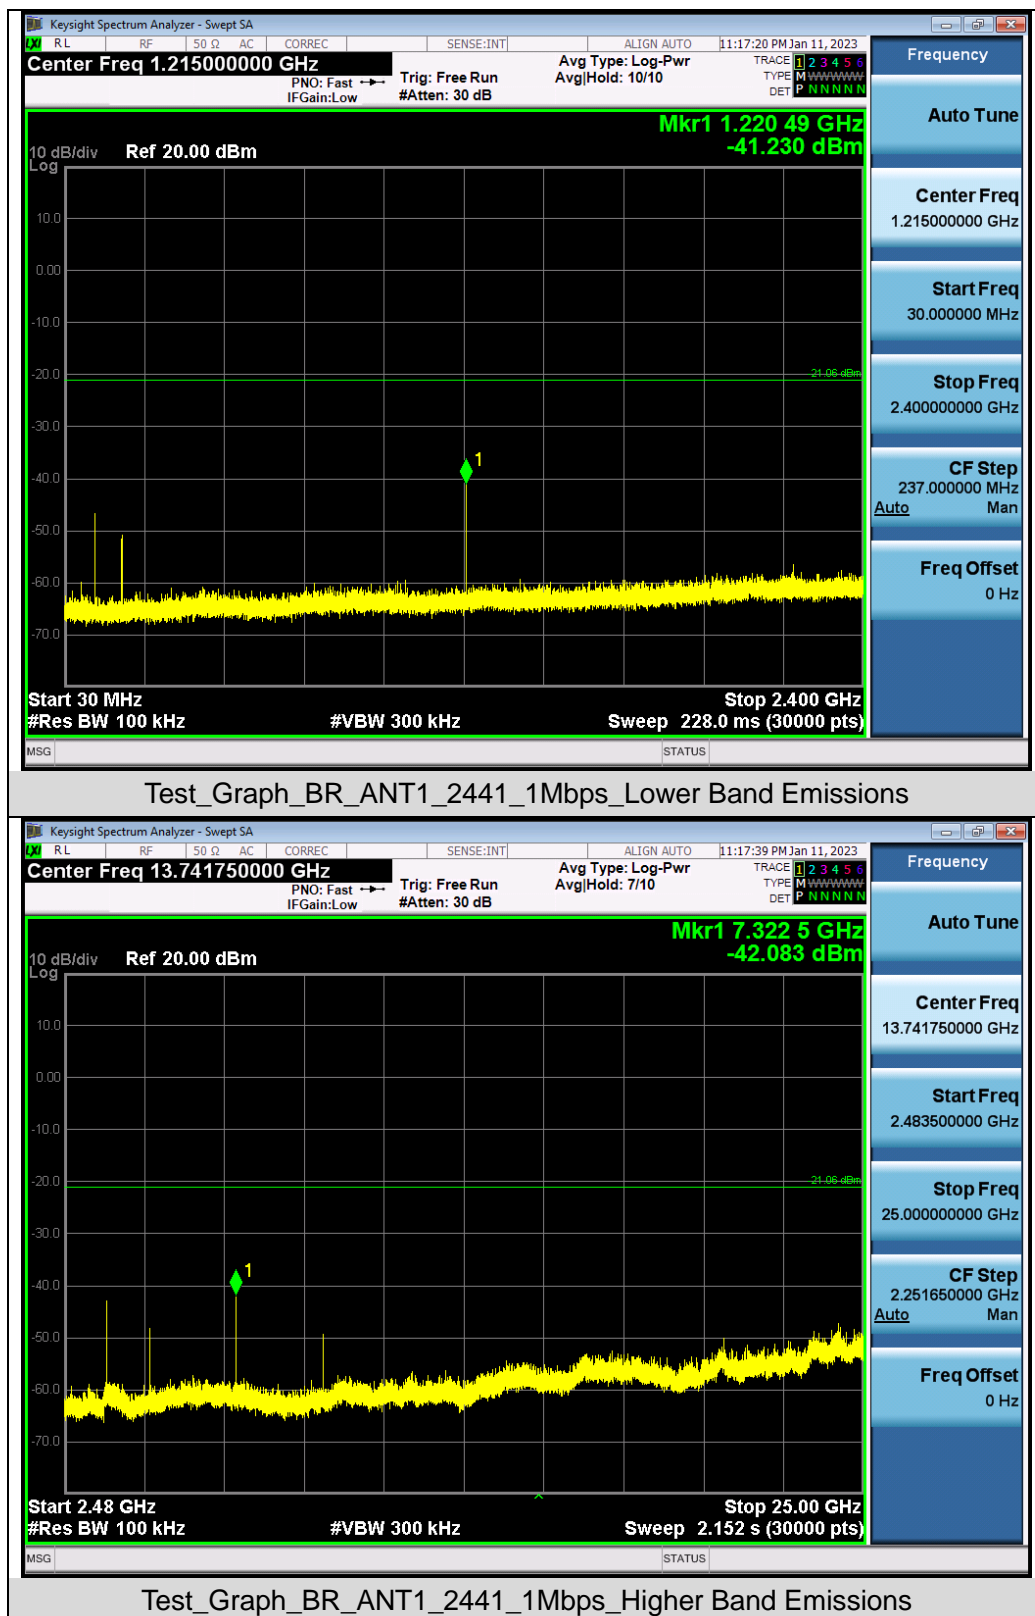 Keysight Spectrum Analyzer - Swept SA
LXI RL RF 50 Ω AC CORREC SENSE:INT ALIGN AUTO 11:17:20 PM Jan 11, 2023
Center Freq 1.215000000 GHz
PNO: Fast
IFGain:Low
Trig: Free Run
#Atten: 30 dB
Avg Type: Log-Pwr
Avg|Hold: 10/10
TRACE 1 2 3 4 5 6
TYPE M WWWWW
DET P N N N N N
Mkr1 1.220 49 GHz
-41.230 dBm
10 dB/div Ref 20.00 dBm
Log
10.0
0.00
-10.0
-20.0
-21.06 dBm
-30.0
1
-40.0
-50.0
-60.0
-70.0
Start 30 MHz Stop 2.400 GHz
#Res BW 100 kHz #VBW 300 kHz Sweep 228.0 ms (30000 pts)
MSG STATUS
Frequency
Auto Tune
Center Freq
1.215000000 GHz
Start Freq
30.000000 MHz
Stop Freq
2.400000000 GHz
CF Step
237.000000 MHz
Auto Man
Freq Offset
0 Hz
Test_Graph_BR_ANT1_2441_1Mbps_Lower Band Emissions
Keysight Spectrum Analyzer - Swept SA
LXI RL RF 50 Ω AC CORREC SENSE:INT ALIGN AUTO 11:17:39 PM Jan 11, 2023
Center Freq 13.741750000 GHz
PNO: Fast
IFGain:Low
Trig: Free Run
#Atten: 30 dB
Avg Type: Log-Pwr
Avg|Hold: 7/10
TRACE 1 2 3 4 5 6
TYPE M WWWWW
DET P N N N N N
Mkr1 7.322 5 GHz
-42.083 dBm
10 dB/div Ref 20.00 dBm
Log
10.0
0.00
-10.0
-20.0
-21.06 dBm
-30.0
1
-40.0
-50.0
-60.0
-70.0
Start 2.48 GHz Stop 25.00 GHz
#Res BW 100 kHz #VBW 300 kHz Sweep 2.152 s (30000 pts)
MSG STATUS
Frequency
Auto Tune
Center Freq
13.741750000 GHz
Start Freq
2.483500000 GHz
Stop Freq
25.000000000 GHz
CF Step
2.251650000 GHz
Auto Man
Freq Offset
0 Hz
Test_Graph_BR_ANT1_2441_1Mbps_Higher Band Emissions